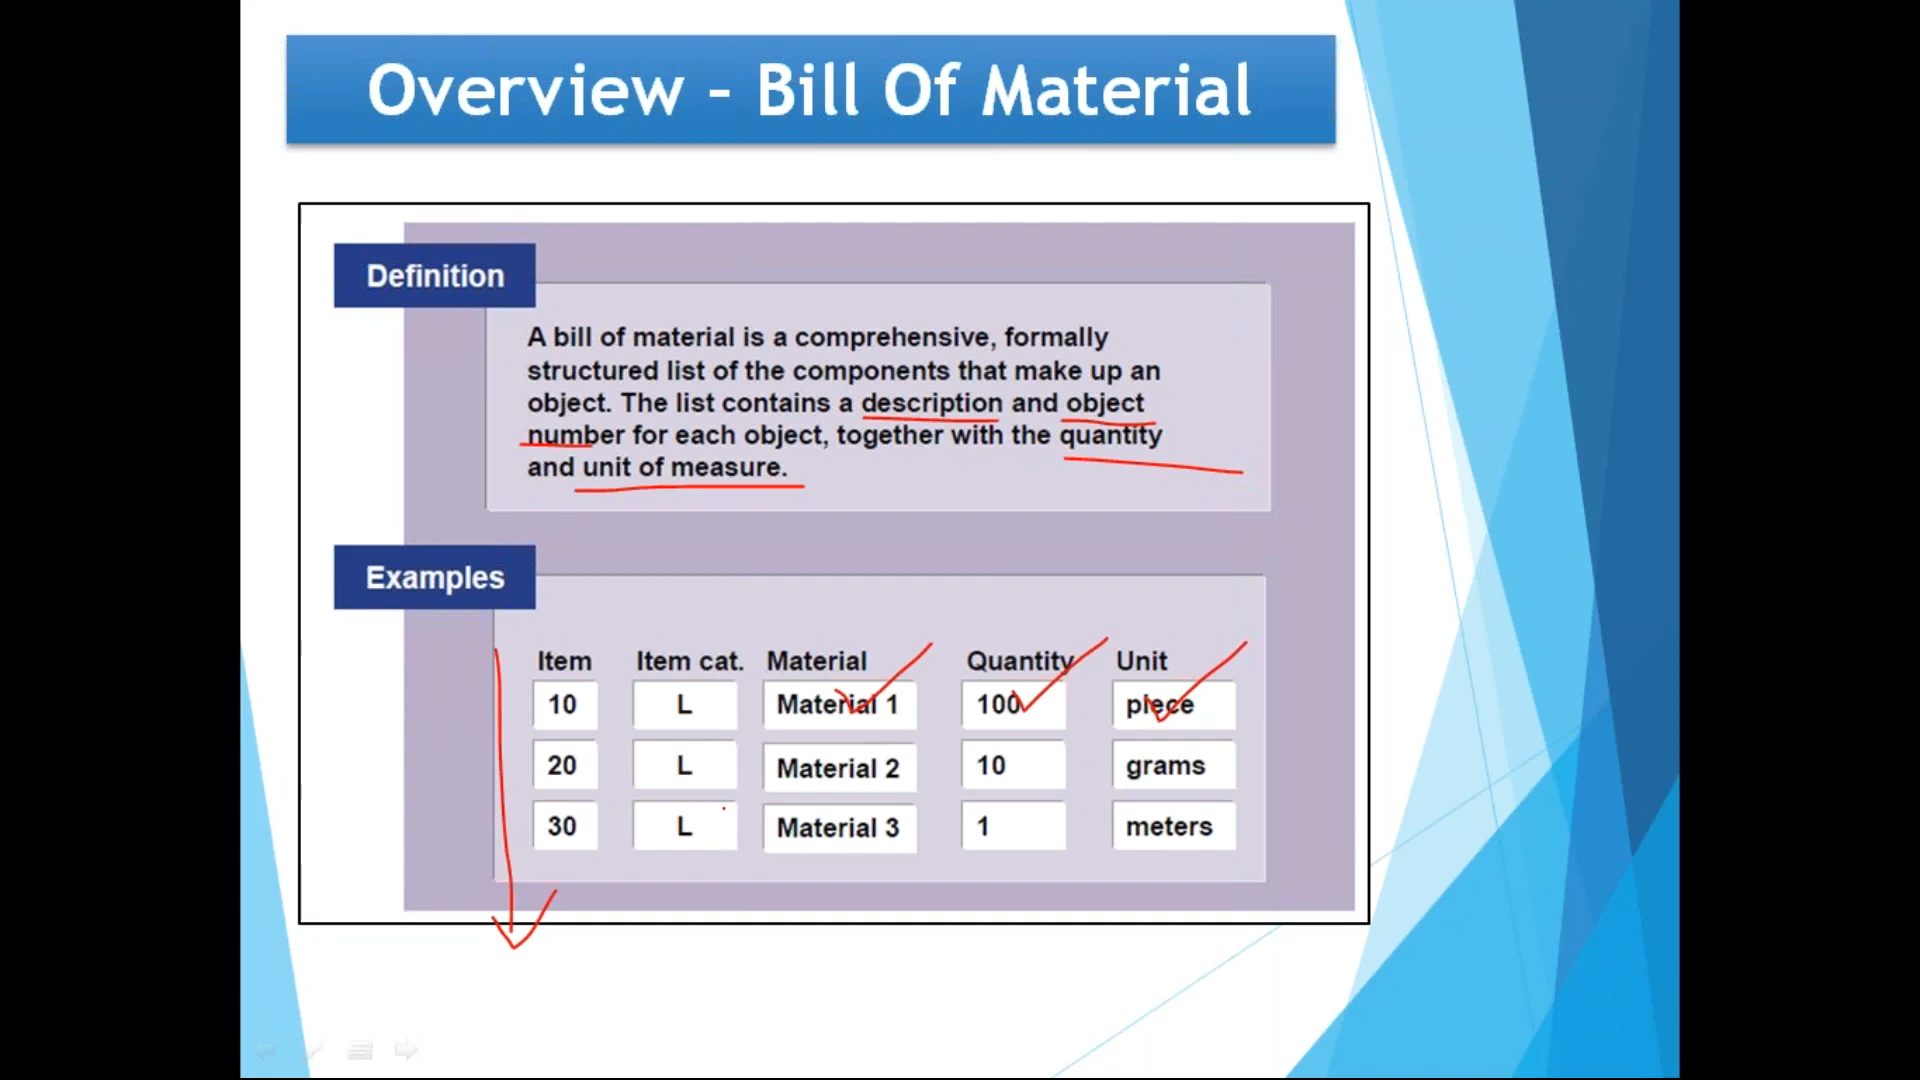 Overview - Bill Of Material
Definition
A bill of material is a comprehensive, formally
structured list of the components that make up an
object. The list contains a description and object
number for each object, together with the quantity
and unit of measure.
Examples
Item Item cat. Material Quantity Unit
10 L Material 1 100 piece
20 L Material 2 10 grams
30 L Material 3 1 meters